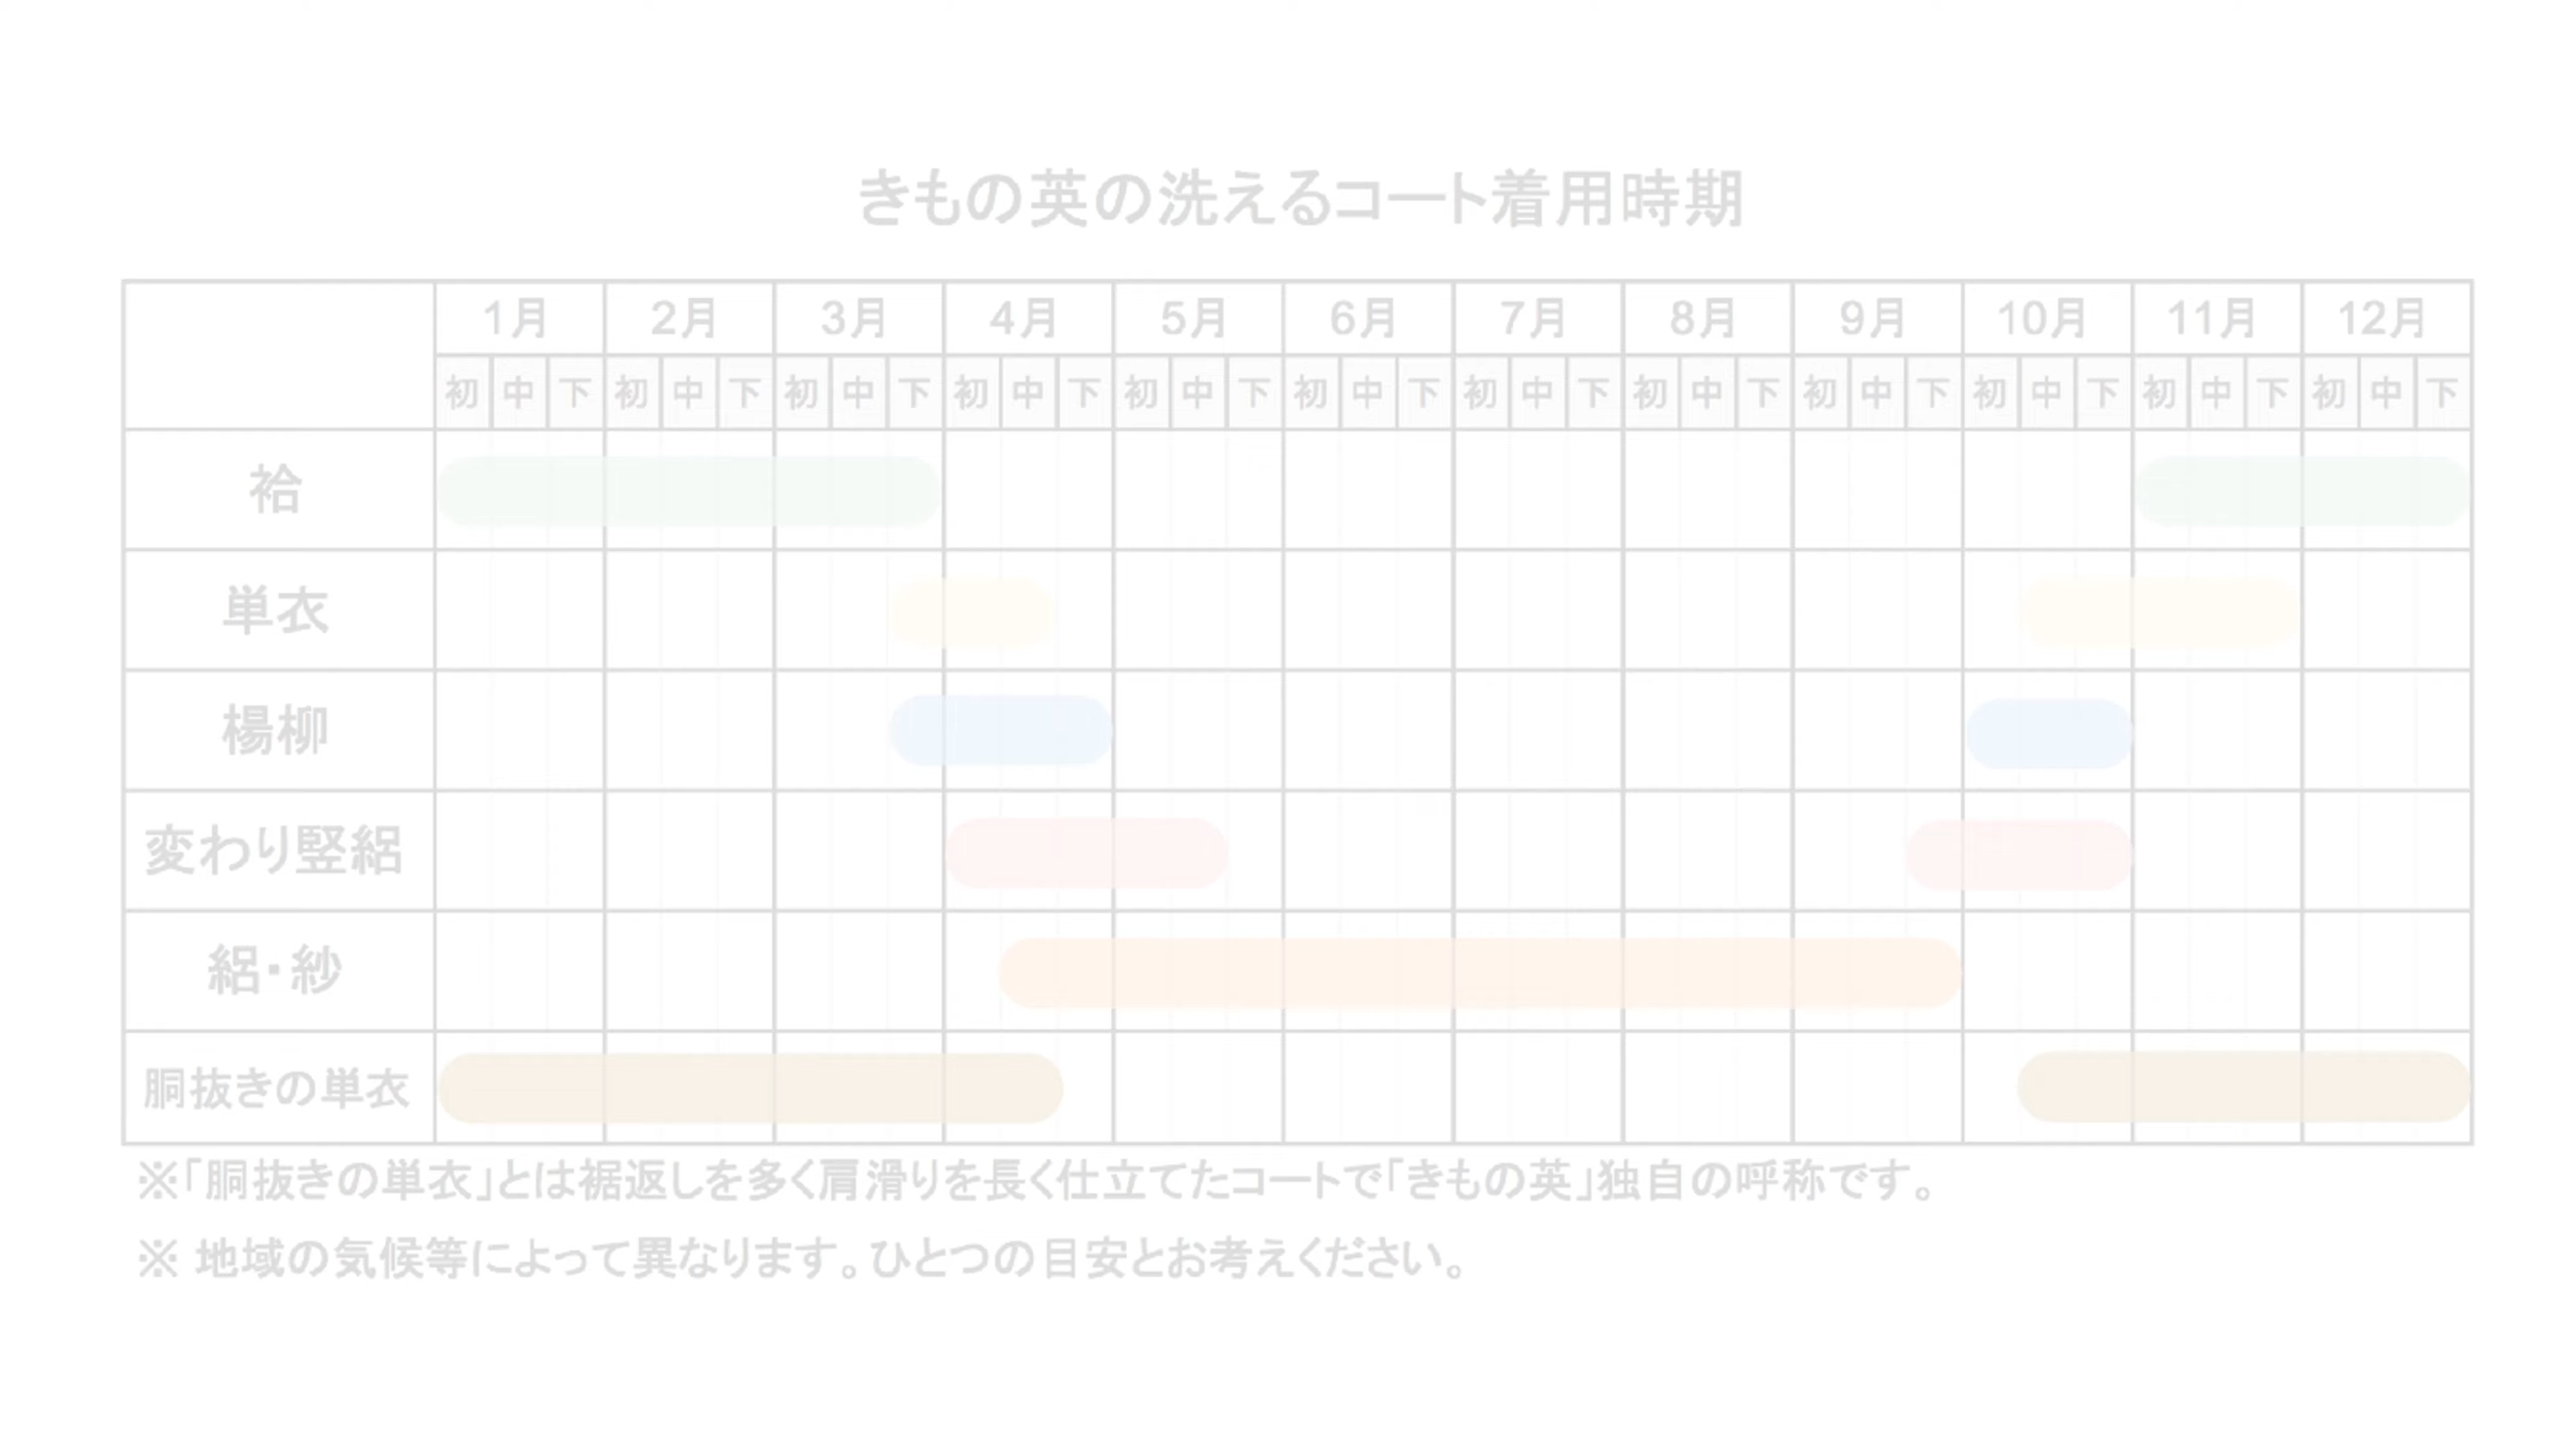 きもの英の洗えるコート着用時期
1月 2月 3月 4月 5月 6月 7月 8月 9月 10月 11月 12月
初 中 下 初 中 下 初 中 下 初 中 下 初 中 下 初 中 下 初 中 下 初 中 下 初 中 下 初 中 下 初 中 下 初 中 下
袷
単衣
楊柳
変わり竪絽
絽・紗
胴抜きの単衣
※「胴抜きの単衣」とは裾返しを多く肩滑りを長く仕立てたコートで「きもの英」独自の呼称です。
※ 地域の気候等によって異なります。ひとつの目安とお考えください。